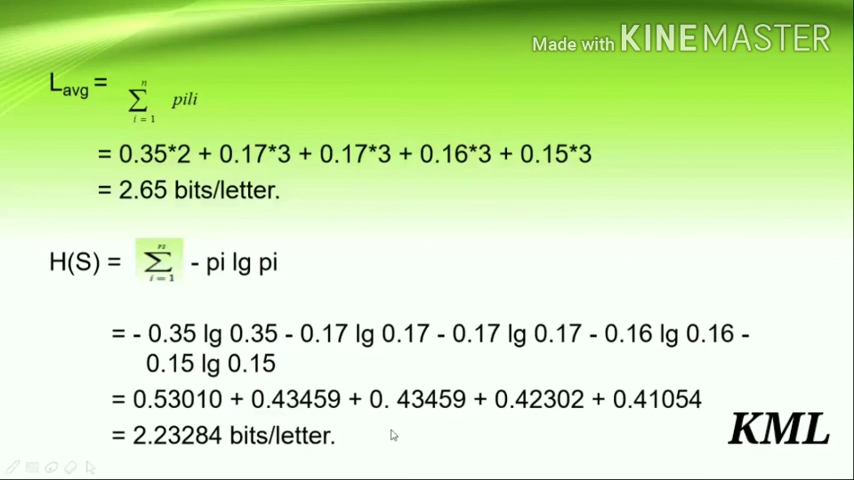 Made with KINEMASTER
L_avg = n ∑ i = 1 pili
= 0.35*2 + 0.17*3 + 0.17*3 + 0.16*3 + 0.15*3
= 2.65 bits/letter.
H(S) = n ∑ i=1 - pi lg pi
= - 0.35 lg 0.35 - 0.17 lg 0.17 - 0.17 lg 0.17 - 0.16 lg 0.16 -
0.15 lg 0.15
= 0.53010 + 0.43459 + 0. 43459 + 0.42302 + 0.41054
= 2.23284 bits/letter.
KML